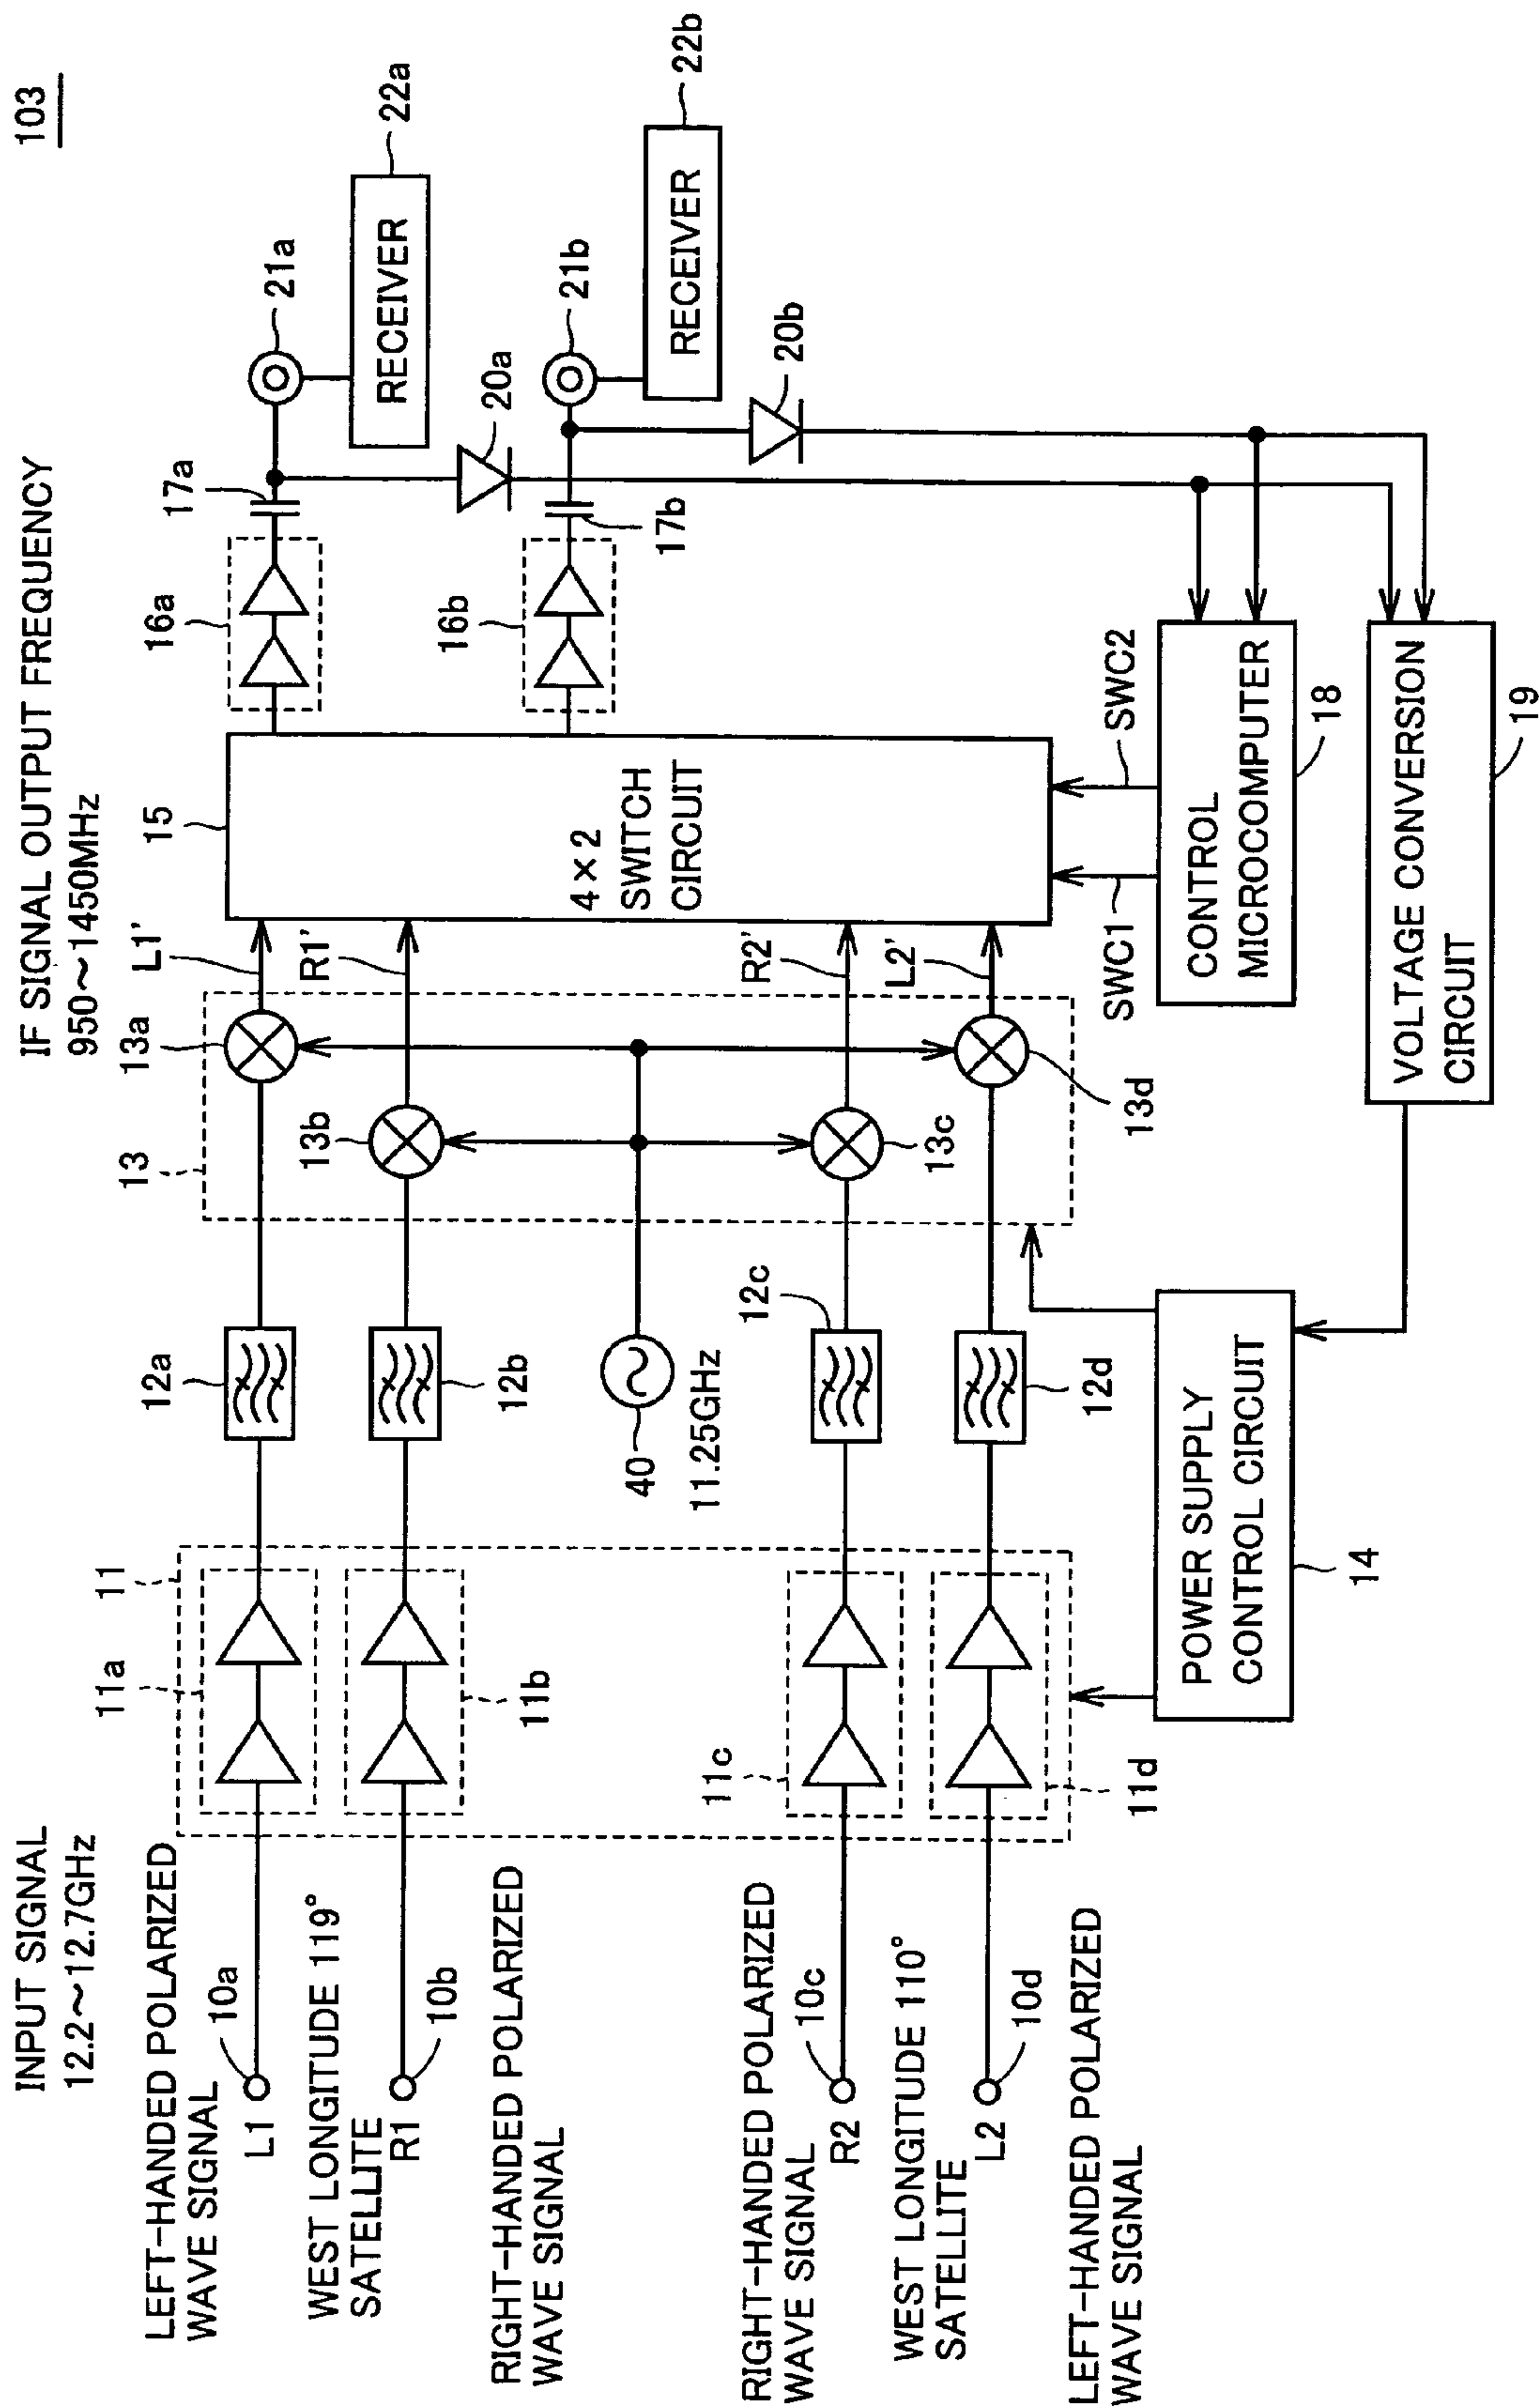 103
INPUT SIGNAL
12.2~12.7GHz
IF SIGNAL OUTPUT FREQUENCY
950~1450MHz
LEFT-HANDED POLARIZED
WAVE SIGNAL
10a
L1
WEST LONGITUDE 119°
SATELLITE
R1
10b
RIGHT-HANDED POLARIZED
WAVE SIGNAL
RIGHT-HANDED POLARIZED
WAVE SIGNAL
10c
R2
WEST LONGITUDE 110°
SATELLITE
L2
10d
LEFT-HANDED POLARIZED
WAVE SIGNAL
11
11a
11b
11c
11d
12a
12b
12c
12d
40
11.25GHz
13
13a
13b
13c
13d
L1'
R1'
R2'
L2'
15
4×2
SWITCH
CIRCUIT
16a
16b
17a
17b
21a
22a
RECEIVER
20a
21b
22b
RECEIVER
20b
SWC1
SWC2
CONTROL
MICROCOMPUTER
18
VOLTAGE CONVERSION
CIRCUIT
19
POWER SUPPLY
CONTROL CIRCUIT
14